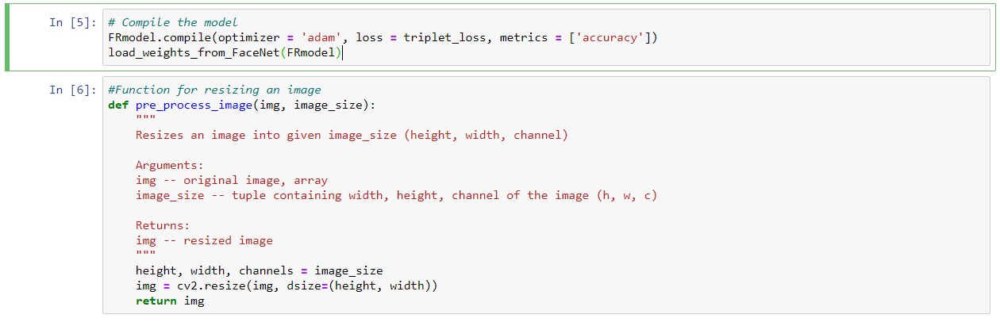 In [5]:
# Compile the model
FRmodel.compile(optimizer = 'adam', loss = triplet_loss, metrics = ['accuracy'])
load_weights_from_FaceNet(FRmodel)
In [6]:
#Function for resizing an image
def pre_process_image(img, image_size):
    """
    Resizes an image into given image_size (height, width, channel)

    Arguments:
    img -- original image, array
    image_size -- tuple containing width, height, channel of the image (h, w, c)

    Returns:
    img -- resized image
    """
    height, width, channels = image_size
    img = cv2.resize(img, dsize=(height, width))
    return img